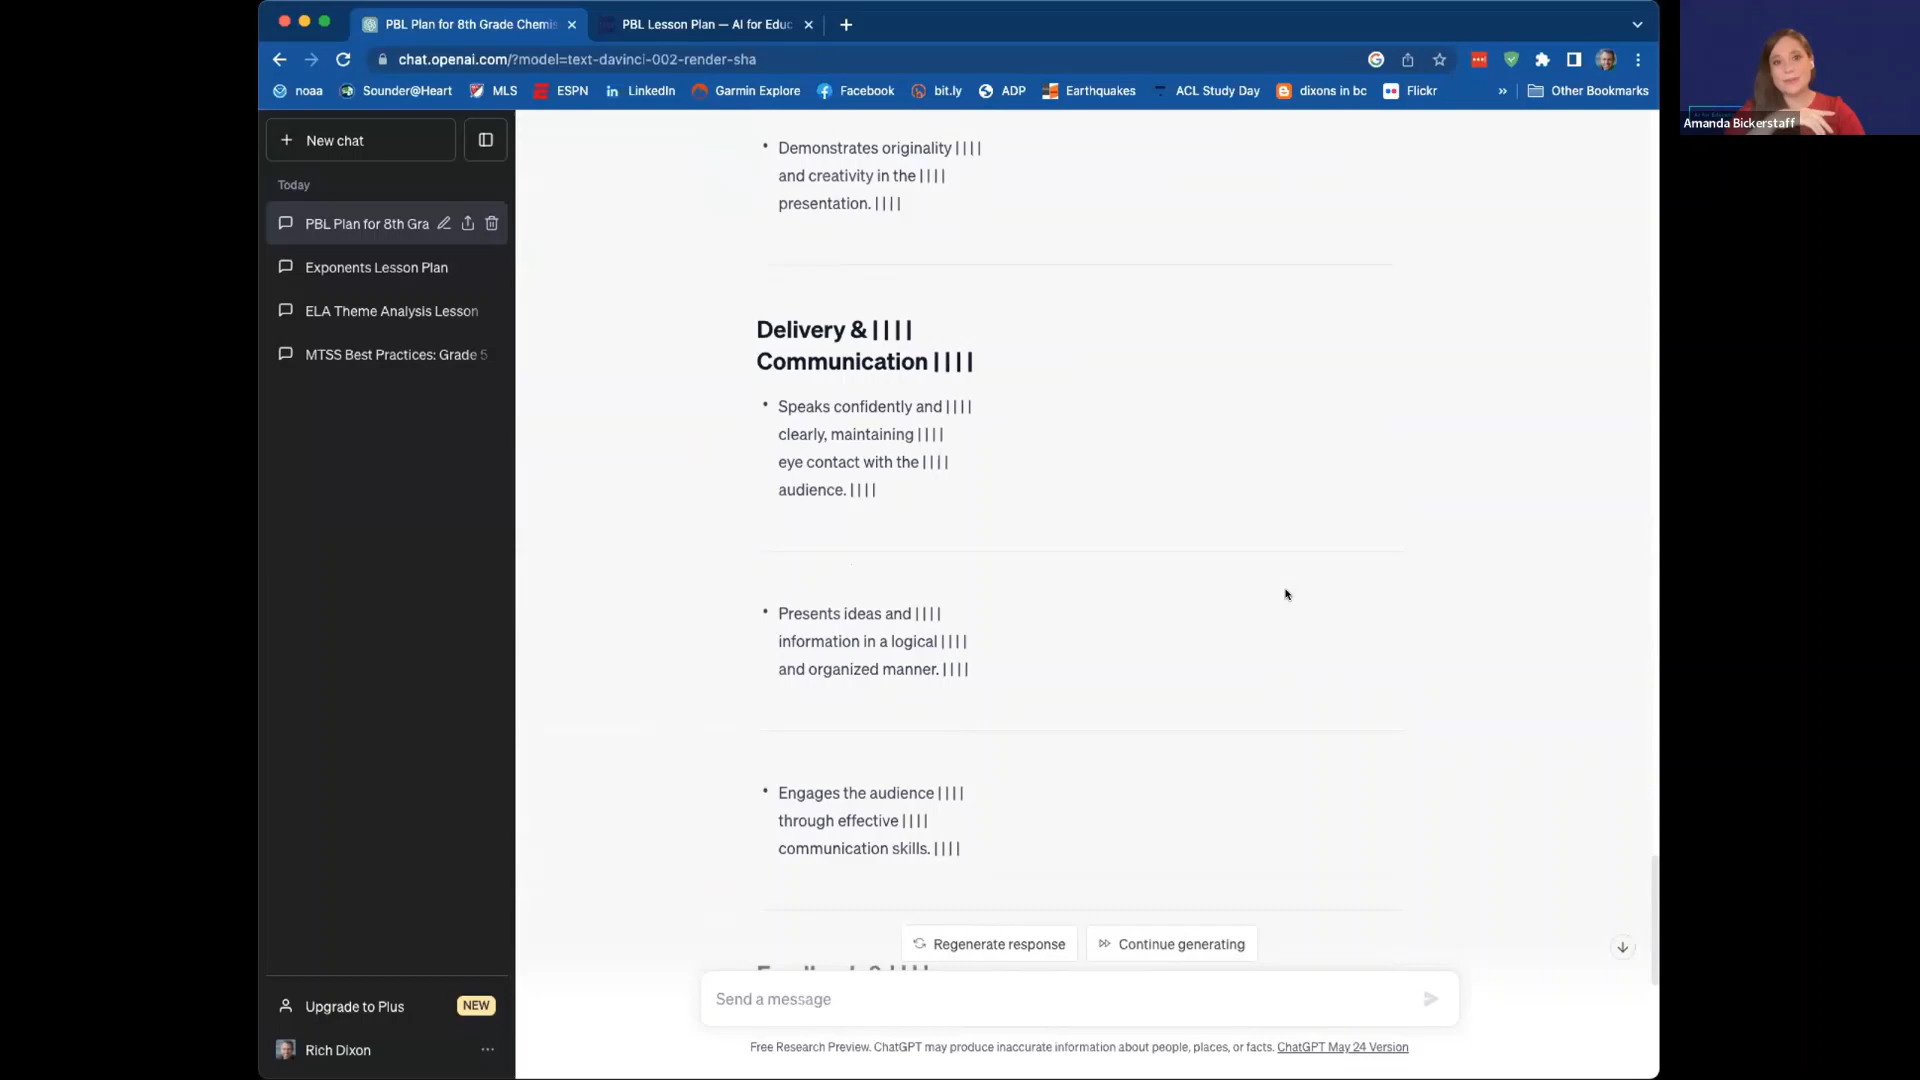 PBL Plan for 8th Grade Chemis
PBL Lesson Plan — AI for Educ
chat.openai.com/?model=text-davinci-002-render-sha
noaa
Sounder@Heart
MLS
ESPN
LinkedIn
Garmin Explore
Facebook
bit.ly
ADP
Earthquakes
ACL Study Day
dixons in bc
Flickr
»
Other Bookmarks
Amanda Bickerstaff
New chat
Today
PBL Plan for 8th Gra
Exponents Lesson Plan
ELA Theme Analysis Lesson
MTSS Best Practices: Grade 5
Upgrade to Plus
NEW
Rich Dixon
• Demonstrates originality | | | |
and creativity in the | | | |
presentation. | | | |
Delivery & | | | |
Communication | | | |
• Speaks confidently and | | | |
clearly, maintaining | | | |
eye contact with the | | | |
audience. | | | |
• Presents ideas and | | | |
information in a logical | | | |
and organized manner. | | | |
• Engages the audience | | | |
through effective | | | |
communication skills. | | | |
Regenerate response
Continue generating
Send a message
Free Research Preview. ChatGPT may produce inaccurate information about people, places, or facts. ChatGPT May 24 Version